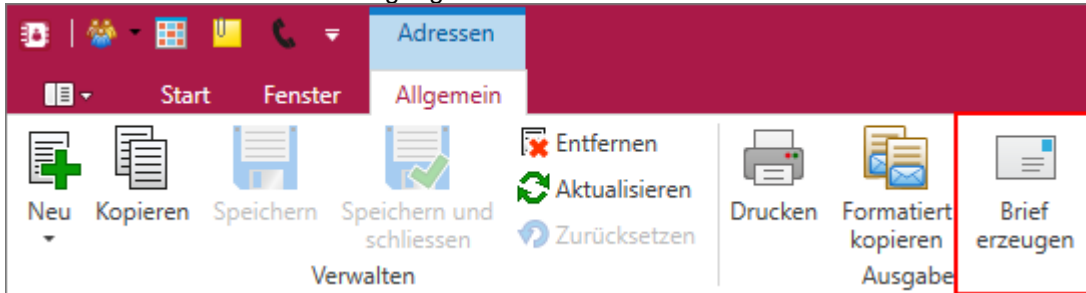 Adressen
Start Fenster Allgemein
Neu
Kopieren
Speichern
Speichern und
schliessen
Entfernen
Aktualisieren
Zurücksetzen
Verwalten
Drucken
Formatiert
kopieren
Brief
erzeugen
Ausgabe